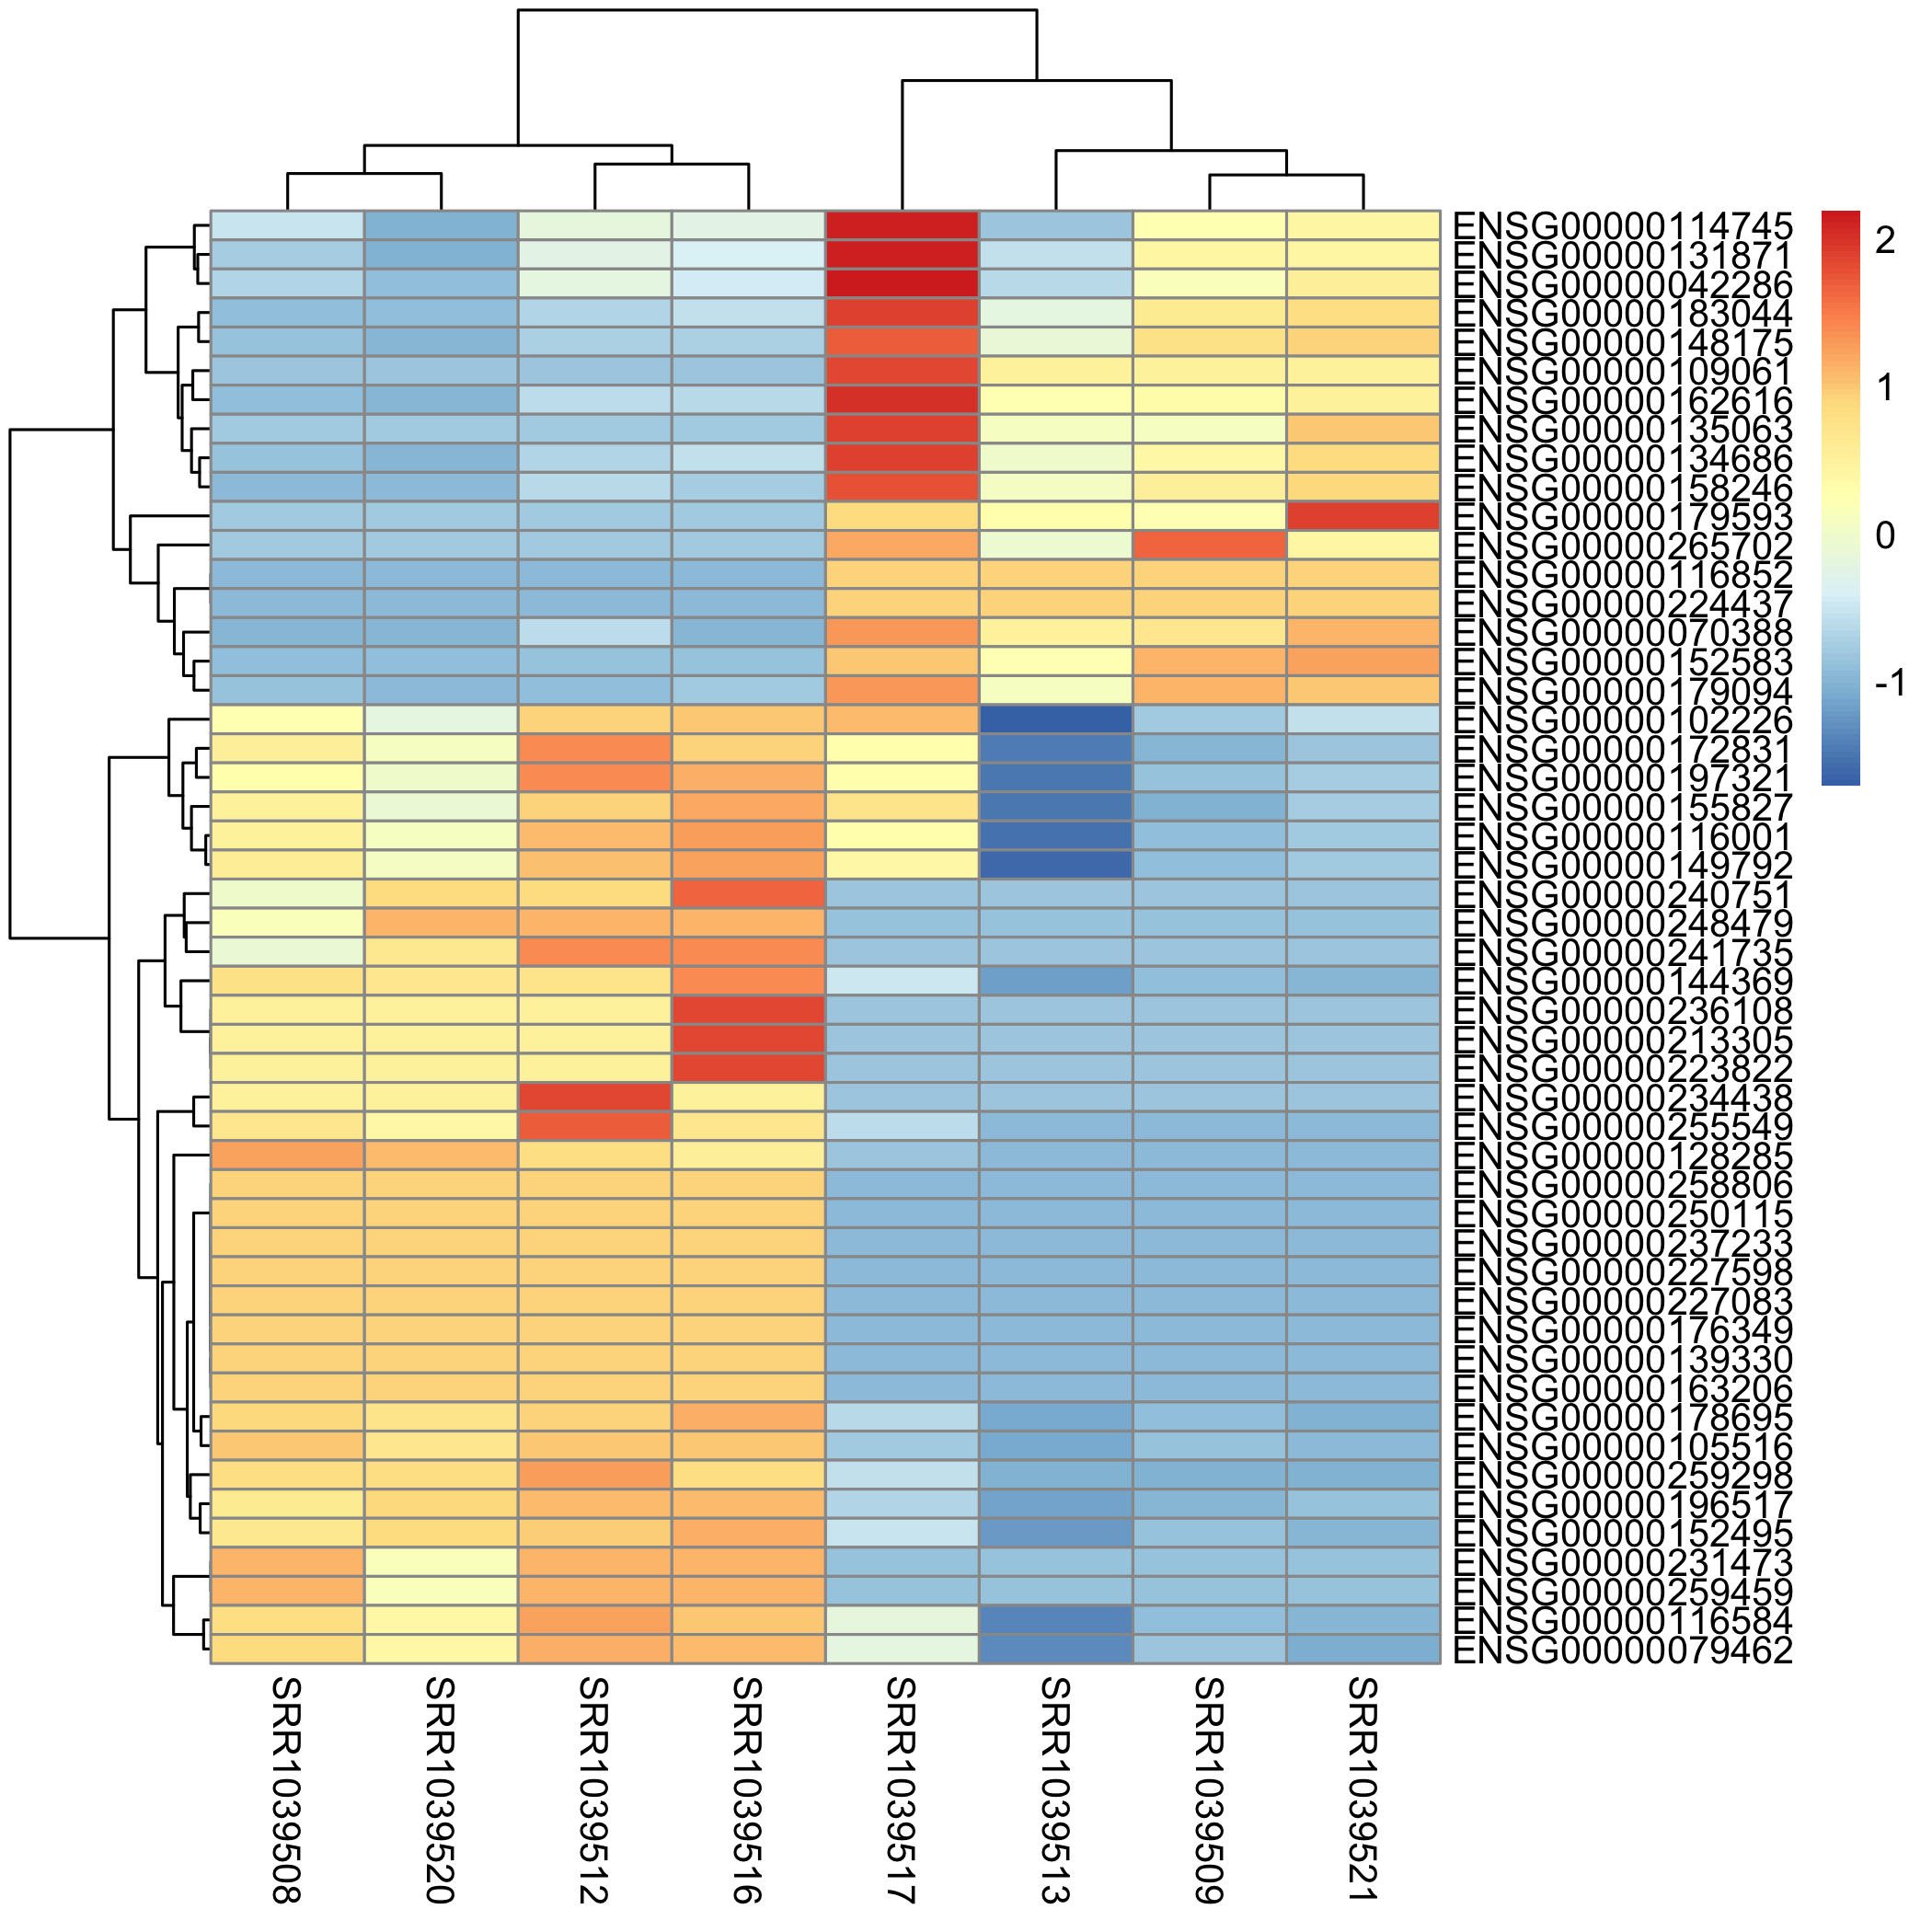 ENSG00000114745
ENSG00000131871
ENSG00000042286
ENSG00000183044
ENSG00000148175
ENSG00000109061
ENSG00000162616
ENSG00000135063
ENSG00000134686
ENSG00000158246
ENSG00000179593
ENSG00000265702
ENSG00000116852
ENSG00000224437
ENSG00000070388
ENSG00000152583
ENSG00000179094
ENSG00000102226
ENSG00000172831
ENSG00000197321
ENSG00000155827
ENSG00000116001
ENSG00000149792
ENSG00000240751
ENSG00000248479
ENSG00000241735
ENSG00000144369
ENSG00000236108
ENSG00000213305
ENSG00000223822
ENSG00000234438
ENSG00000255549
ENSG00000128285
ENSG00000258806
ENSG00000250115
ENSG00000237233
ENSG00000227598
ENSG00000227083
ENSG00000176349
ENSG00000139330
ENSG00000163206
ENSG00000178695
ENSG00000105516
ENSG00000259298
ENSG00000196517
ENSG00000152495
ENSG00000231473
ENSG00000259459
ENSG00000116584
ENSG00000079462
2
1
0
-1
SRR1039508
SRR1039520
SRR1039512
SRR1039516
SRR1039517
SRR1039513
SRR1039509
SRR1039521